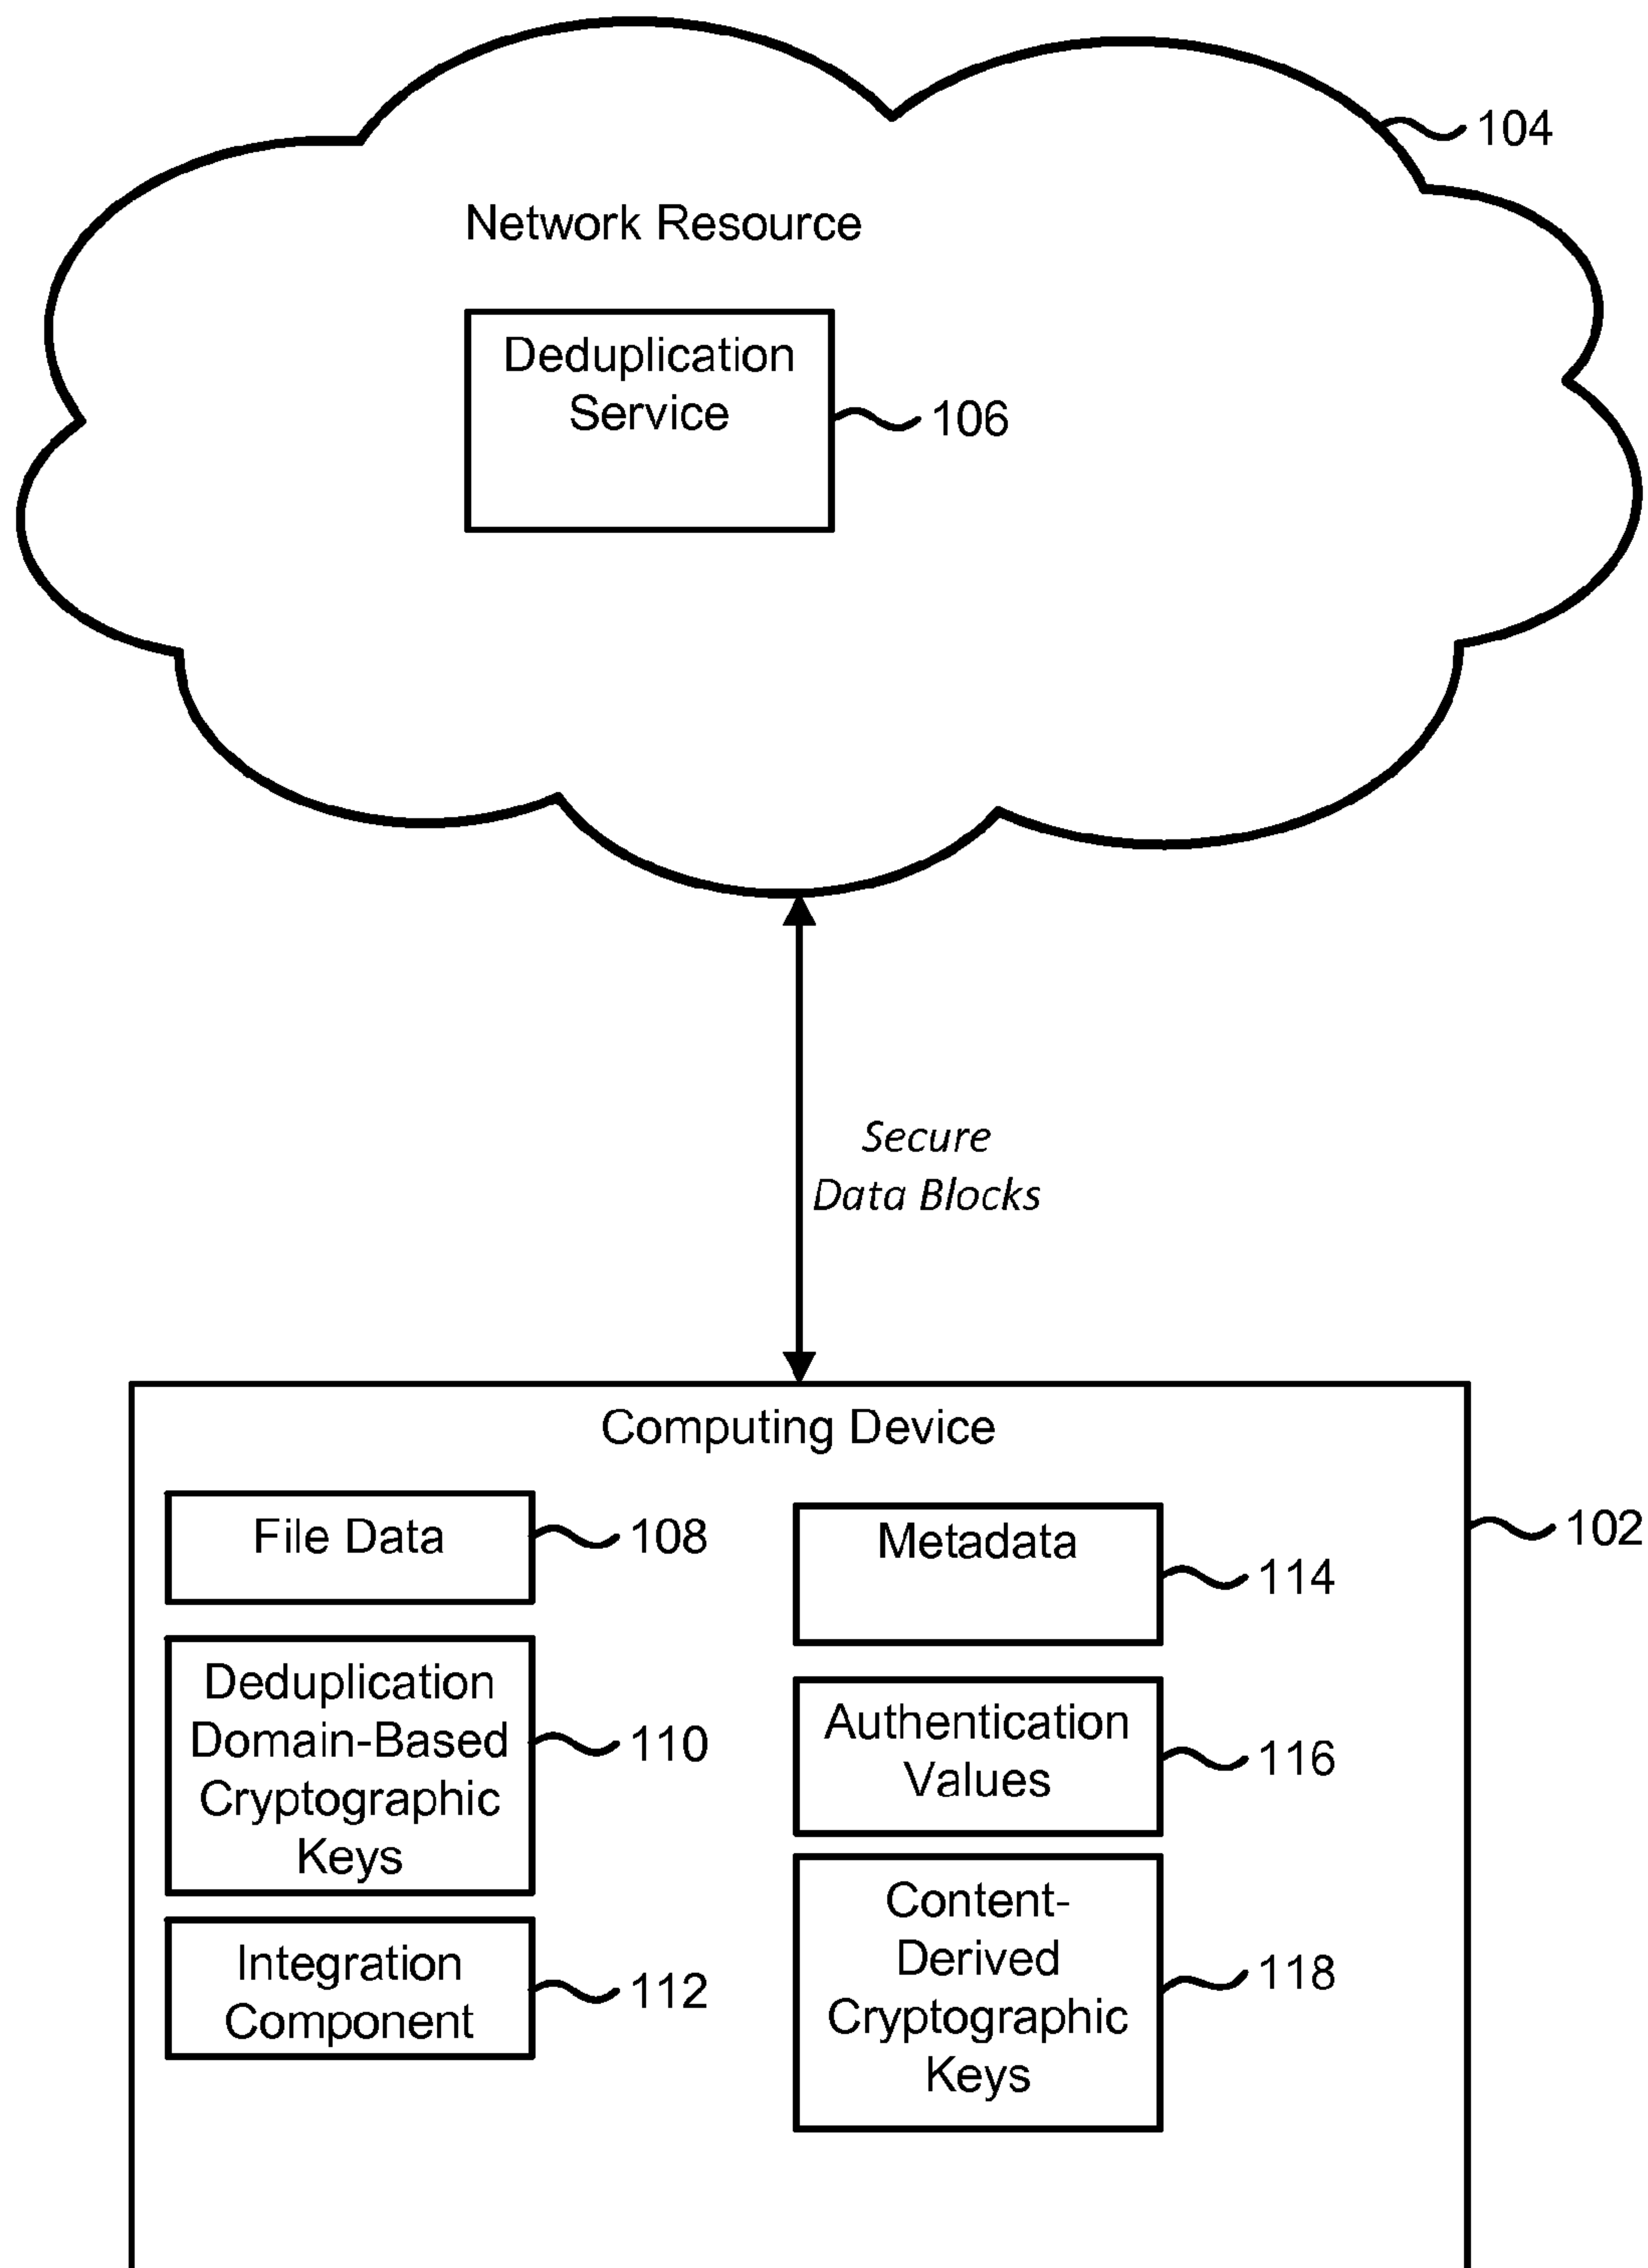 104
Network Resource
Deduplication
Service
106
Secure
Data Blocks
Computing Device
102
File Data
108
Deduplication
Domain-Based
Cryptographic
Keys
110
Integration
Component
112
Metadata
114
Authentication
Values
116
Content-
Derived
Cryptographic
Keys
118